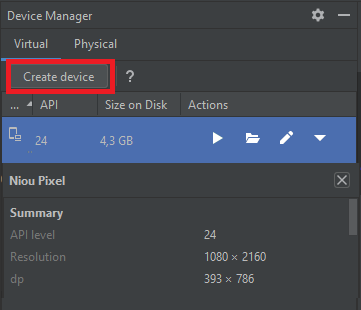 Device Manager
Virtual Physical
Create device ?
... API Size on Disk Actions
24 4,3 GB
Niou Pixel
Summary
API level 24
Resolution 1080 × 2160
dp 393 × 786